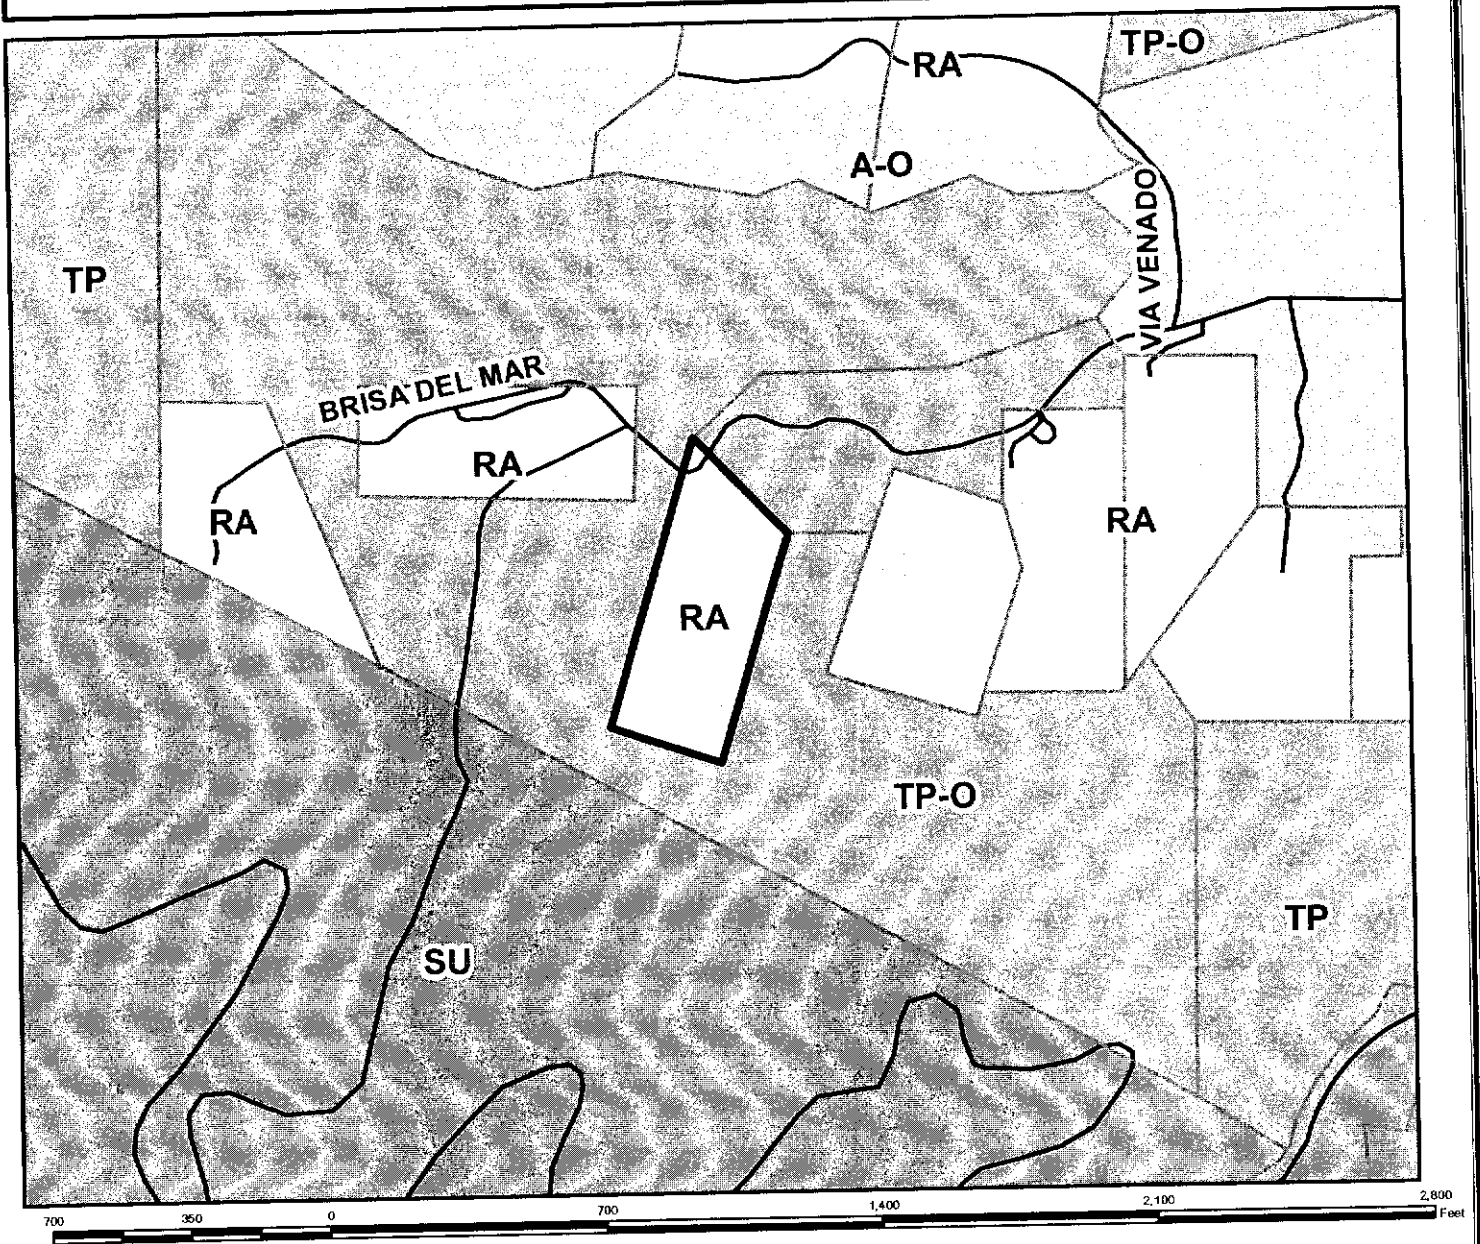 TP-O
RA
A-O
VIA VENADO
TP
BRISA DEL MAR
RA
RA
RA
RA
TP-O
TP
SU
700 350 0 700 1,400 2,100 2,800
Feet